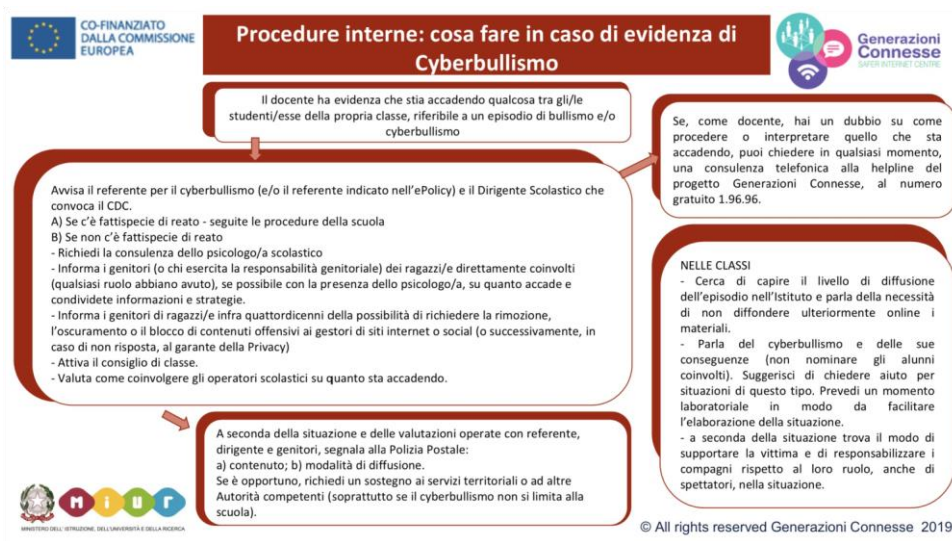 CO-FINANZIATO
DALLA COMMISSIONE
EUROPEA
Procedure interne: cosa fare in caso di evidenza di
Cyberbullismo
Generazioni
Connesse
SAFER INTERNET CENTRE
Il docente ha evidenza che stia accadendo qualcosa tra gli/le
studenti/esse della propria classe, riferibile a un episodio di bullismo e/o
cyberbullismo
Se, come docente, hai un dubbio su come
procedere o interpretare quello che sta
accadendo, puoi chiedere in qualsiasi momento,
una consulenza telefonica alla helpline del
progetto Generazioni Connesse, al numero
gratuito 1.96.96.
Avvisa il referente per il cyberbullismo (e/o il referente indicato nell'ePolicy) e il Dirigente Scolastico che
convoca il CDC.
A) Se c'è fattispecie di reato - seguite le procedure della scuola
B) Se non c'è fattispecie di reato
- Richiedi la consulenza dello psicologo/a scolastico
- Informa i genitori (o chi esercita la responsabilità genitoriale) dei ragazzi/e direttamente coinvolti
(qualsiasi ruolo abbiano avuto), se possibile con la presenza dello psicologo/a, su quanto accade e
condividete informazioni e strategie.
- Informa i genitori di ragazzi/e infra quattordicenni della possibilità di richiedere la rimozione,
l'oscuramento o il blocco di contenuti offensivi ai gestori di siti internet o social (o successivamente, in
caso di non risposta, al garante della Privacy)
- Attiva il consiglio di classe.
- Valuta come coinvolgere gli operatori scolastici su quanto sta accadendo.
NELLE CLASSI
- Cerca di capire il livello di diffusione
dell'episodio nell'Istituto e parla della necessità
di non diffondere ulteriormente online i
materiali.
- Parla del cyberbullismo e delle sue
conseguenze (non nominare gli alunni
coinvolti). Suggerisci di chiedere aiuto per
situazioni di questo tipo. Prevedi un momento
laboratoriale in modo da facilitare
l'elaborazione della situazione.
- a seconda della situazione trova il modo di
supportare la vittima e di responsabilizzare i
compagni rispetto al loro ruolo, anche di
spettatori, nella situazione.
A seconda della situazione e delle valutazioni operate con referente,
dirigente e genitori, segnala alla Polizia Postale:
a) contenuto; b) modalità di diffusione.
Se è opportuno, richiedi un sostegno ai servizi territoriali o ad altre
Autorità competenti (soprattutto se il cyberbullismo non si limita alla
scuola).
miur
MINISTERO DELL'ISTRUZIONE, DELL'UNIVERSITÀ E DELLA RICERCA
© All rights reserved Generazioni Connesse 2019